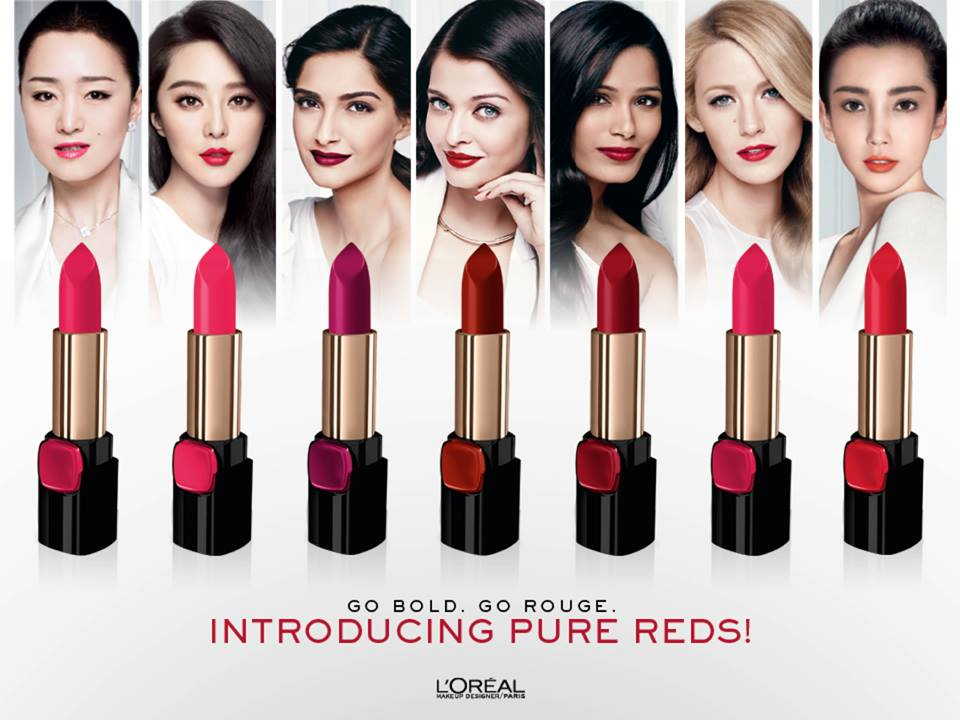 GO BOLD. GO ROUGE.
INTRODUCING PURE REDS!
L'ORÉAL
MAKEUP DESIGNER/PARIS